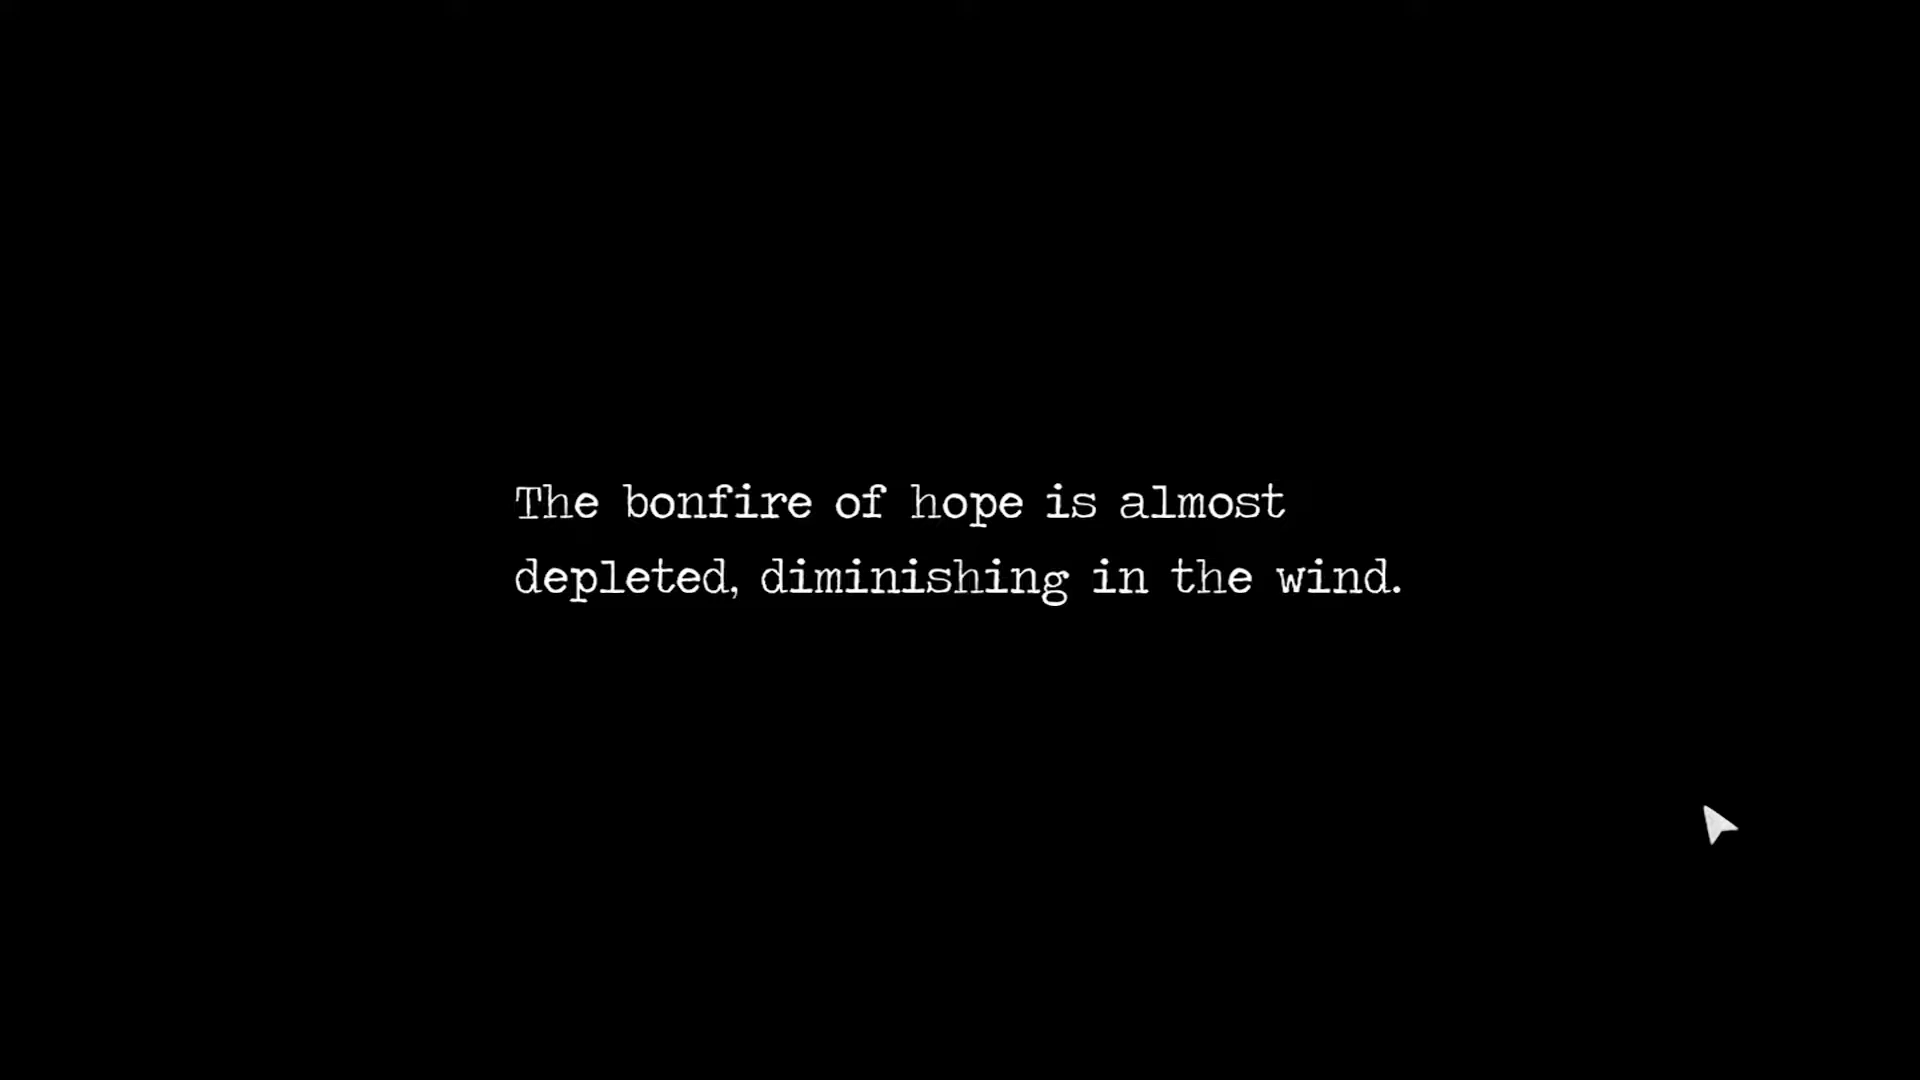 The bonfire of hope is almost
depleted, diminishing in the wind.